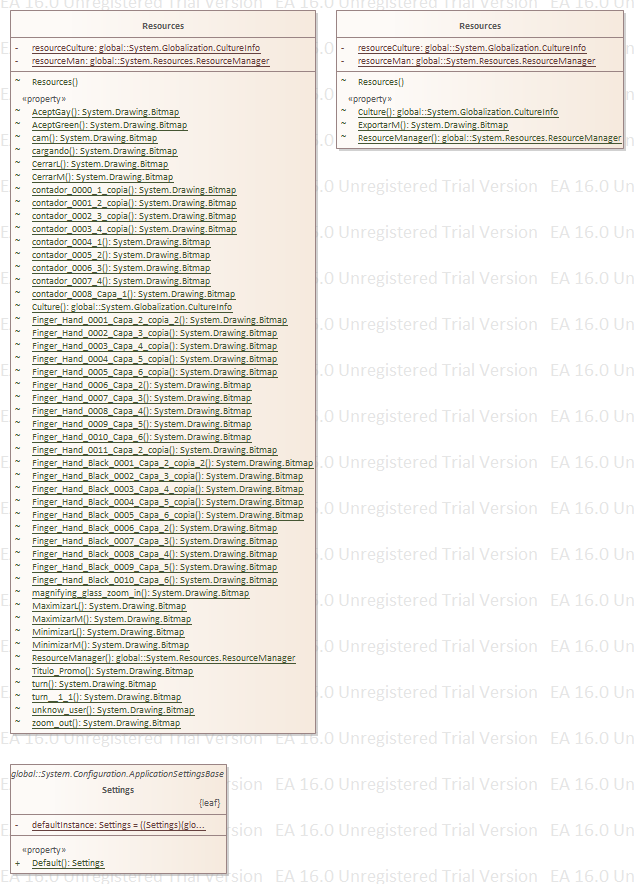 Resources
- resourceCulture: global::System.Globalization.CultureInfo
- resourceMan: global::System.Resources.ResourceManager
~ Resources()
«property»
~ AceptGay(): System.Drawing.Bitmap
~ AceptGreen(): System.Drawing.Bitmap
~ cam(): System.Drawing.Bitmap
~ cargando(): System.Drawing.Bitmap
~ CerrarL(): System.Drawing.Bitmap
~ CerrarM(): System.Drawing.Bitmap
~ contador_0000_1_copia(): System.Drawing.Bitmap
~ contador_0001_2_copia(): System.Drawing.Bitmap
~ contador_0002_3_copia(): System.Drawing.Bitmap
~ contador_0003_4_copia(): System.Drawing.Bitmap
~ contador_0004_1(): System.Drawing.Bitmap
~ contador_0005_2(): System.Drawing.Bitmap
~ contador_0006_3(): System.Drawing.Bitmap
~ contador_0007_4(): System.Drawing.Bitmap
~ contador_0008_Capa_1(): System.Drawing.Bitmap
~ Culture(): global::System.Globalization.CultureInfo
~ Finger_Hand_0001_Capa_2_copia_2(): System.Drawing.Bitmap
~ Finger_Hand_0002_Capa_3_copia(): System.Drawing.Bitmap
~ Finger_Hand_0003_Capa_4_copia(): System.Drawing.Bitmap
~ Finger_Hand_0004_Capa_5_copia(): System.Drawing.Bitmap
~ Finger_Hand_0005_Capa_6_copia(): System.Drawing.Bitmap
~ Finger_Hand_0006_Capa_2(): System.Drawing.Bitmap
~ Finger_Hand_0007_Capa_3(): System.Drawing.Bitmap
~ Finger_Hand_0008_Capa_4(): System.Drawing.Bitmap
~ Finger_Hand_0009_Capa_5(): System.Drawing.Bitmap
~ Finger_Hand_0010_Capa_6(): System.Drawing.Bitmap
~ Finger_Hand_0011_Capa_2_copia(): System.Drawing.Bitmap
~ Finger_Hand_Black_0001_Capa_2_copia_2(): System.Drawing.Bitmap
~ Finger_Hand_Black_0002_Capa_3_copia(): System.Drawing.Bitmap
~ Finger_Hand_Black_0003_Capa_4_copia(): System.Drawing.Bitmap
~ Finger_Hand_Black_0004_Capa_5_copia(): System.Drawing.Bitmap
~ Finger_Hand_Black_0005_Capa_6_copia(): System.Drawing.Bitmap
~ Finger_Hand_Black_0006_Capa_2(): System.Drawing.Bitmap
~ Finger_Hand_Black_0007_Capa_3(): System.Drawing.Bitmap
~ Finger_Hand_Black_0008_Capa_4(): System.Drawing.Bitmap
~ Finger_Hand_Black_0009_Capa_5(): System.Drawing.Bitmap
~ Finger_Hand_Black_0010_Capa_6(): System.Drawing.Bitmap
~ magnifying_glass_zoom_in(): System.Drawing.Bitmap
~ MaximizarL(): System.Drawing.Bitmap
~ MaximizarM(): System.Drawing.Bitmap
~ MinimizarL(): System.Drawing.Bitmap
~ MinimizarM(): System.Drawing.Bitmap
~ ResourceManager(): global::System.Resources.ResourceManager
~ Titulo_Promo(): System.Drawing.Bitmap
~ turn(): System.Drawing.Bitmap
~ turn__1_1(): System.Drawing.Bitmap
~ unknow_user(): System.Drawing.Bitmap
~ zoom_out(): System.Drawing.Bitmap
Resources
- resourceCulture: global::System.Globalization.CultureInfo
- resourceMan: global::System.Resources.ResourceManager
~ Resources()
«property»
~ Culture(): global::System.Globalization.CultureInfo
~ ExportarM(): System.Drawing.Bitmap
~ ResourceManager(): global::System.Resources.ResourceManager
global::System.Configuration.ApplicationSettingsBase
Settings
{leaf}
- defaultInstance: Settings = ((Settings)(glo...
«property»
+ Default(): Settings
EA 16.0 Unregistered Trial Version